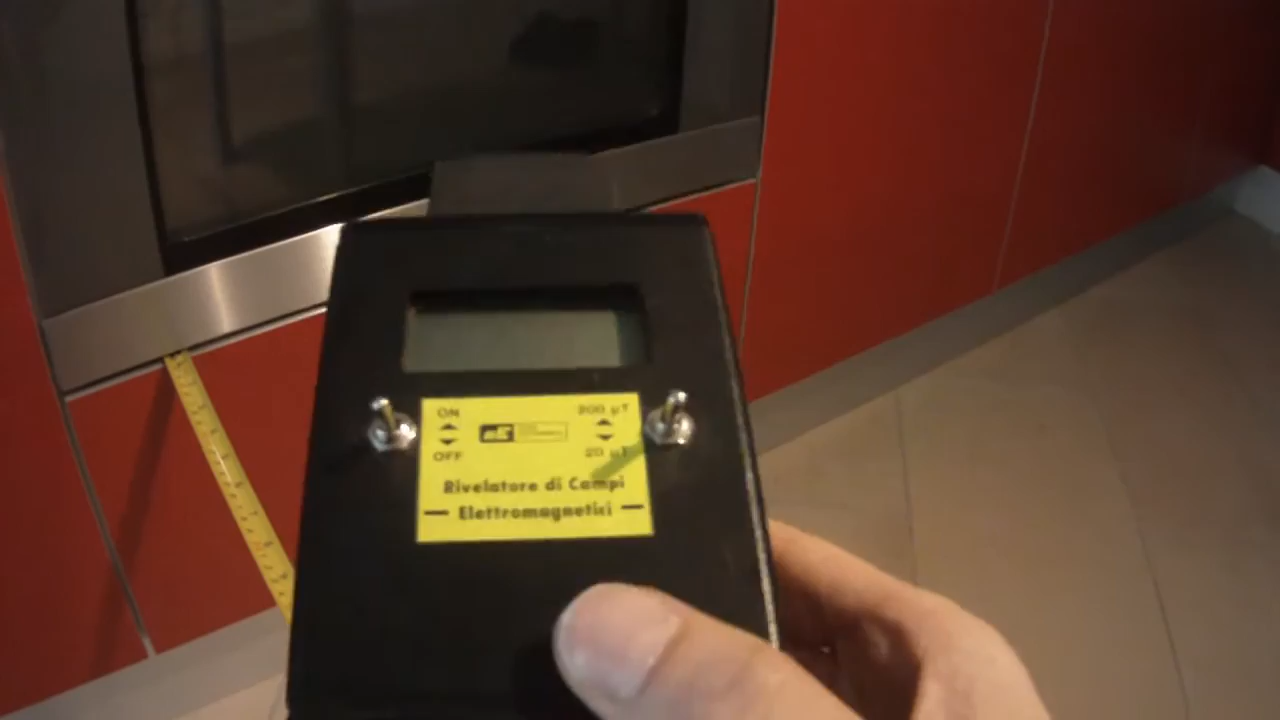 ON
200 µT
OFF
20 µT
Rivelatore di Campi
Elettromagnetici